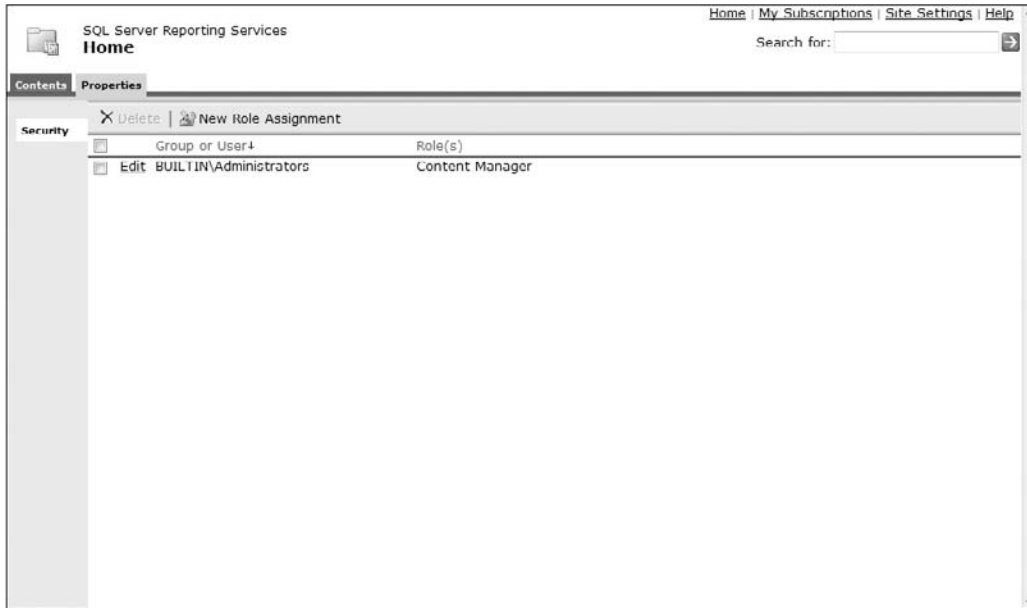 Home | My Subscriptions | Site Settings | Help
SQL Server Reporting Services
Home
Search for:
Contents Properties
Security
Delete | New Role Assignment
Group or User↓ Role(s)
Edit BUILTIN\Administrators Content Manager